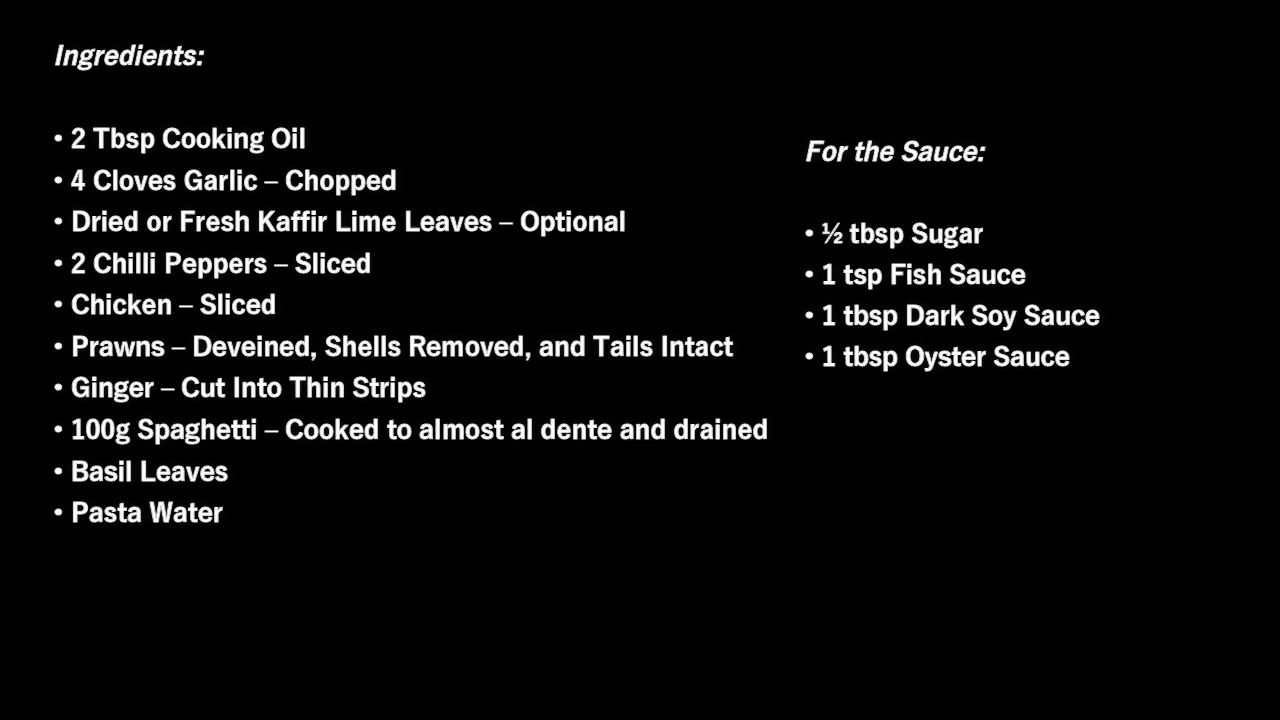 Ingredients:
• 2 Tbsp Cooking Oil
• 4 Cloves Garlic – Chopped
• Dried or Fresh Kaffir Lime Leaves – Optional
• 2 Chilli Peppers – Sliced
• Chicken – Sliced
• Prawns – Deveined, Shells Removed, and Tails Intact
• Ginger – Cut Into Thin Strips
• 100g Spaghetti – Cooked to almost al dente and drained
• Basil Leaves
• Pasta Water
For the Sauce:
• ½ tbsp Sugar
• 1 tsp Fish Sauce
• 1 tbsp Dark Soy Sauce
• 1 tbsp Oyster Sauce